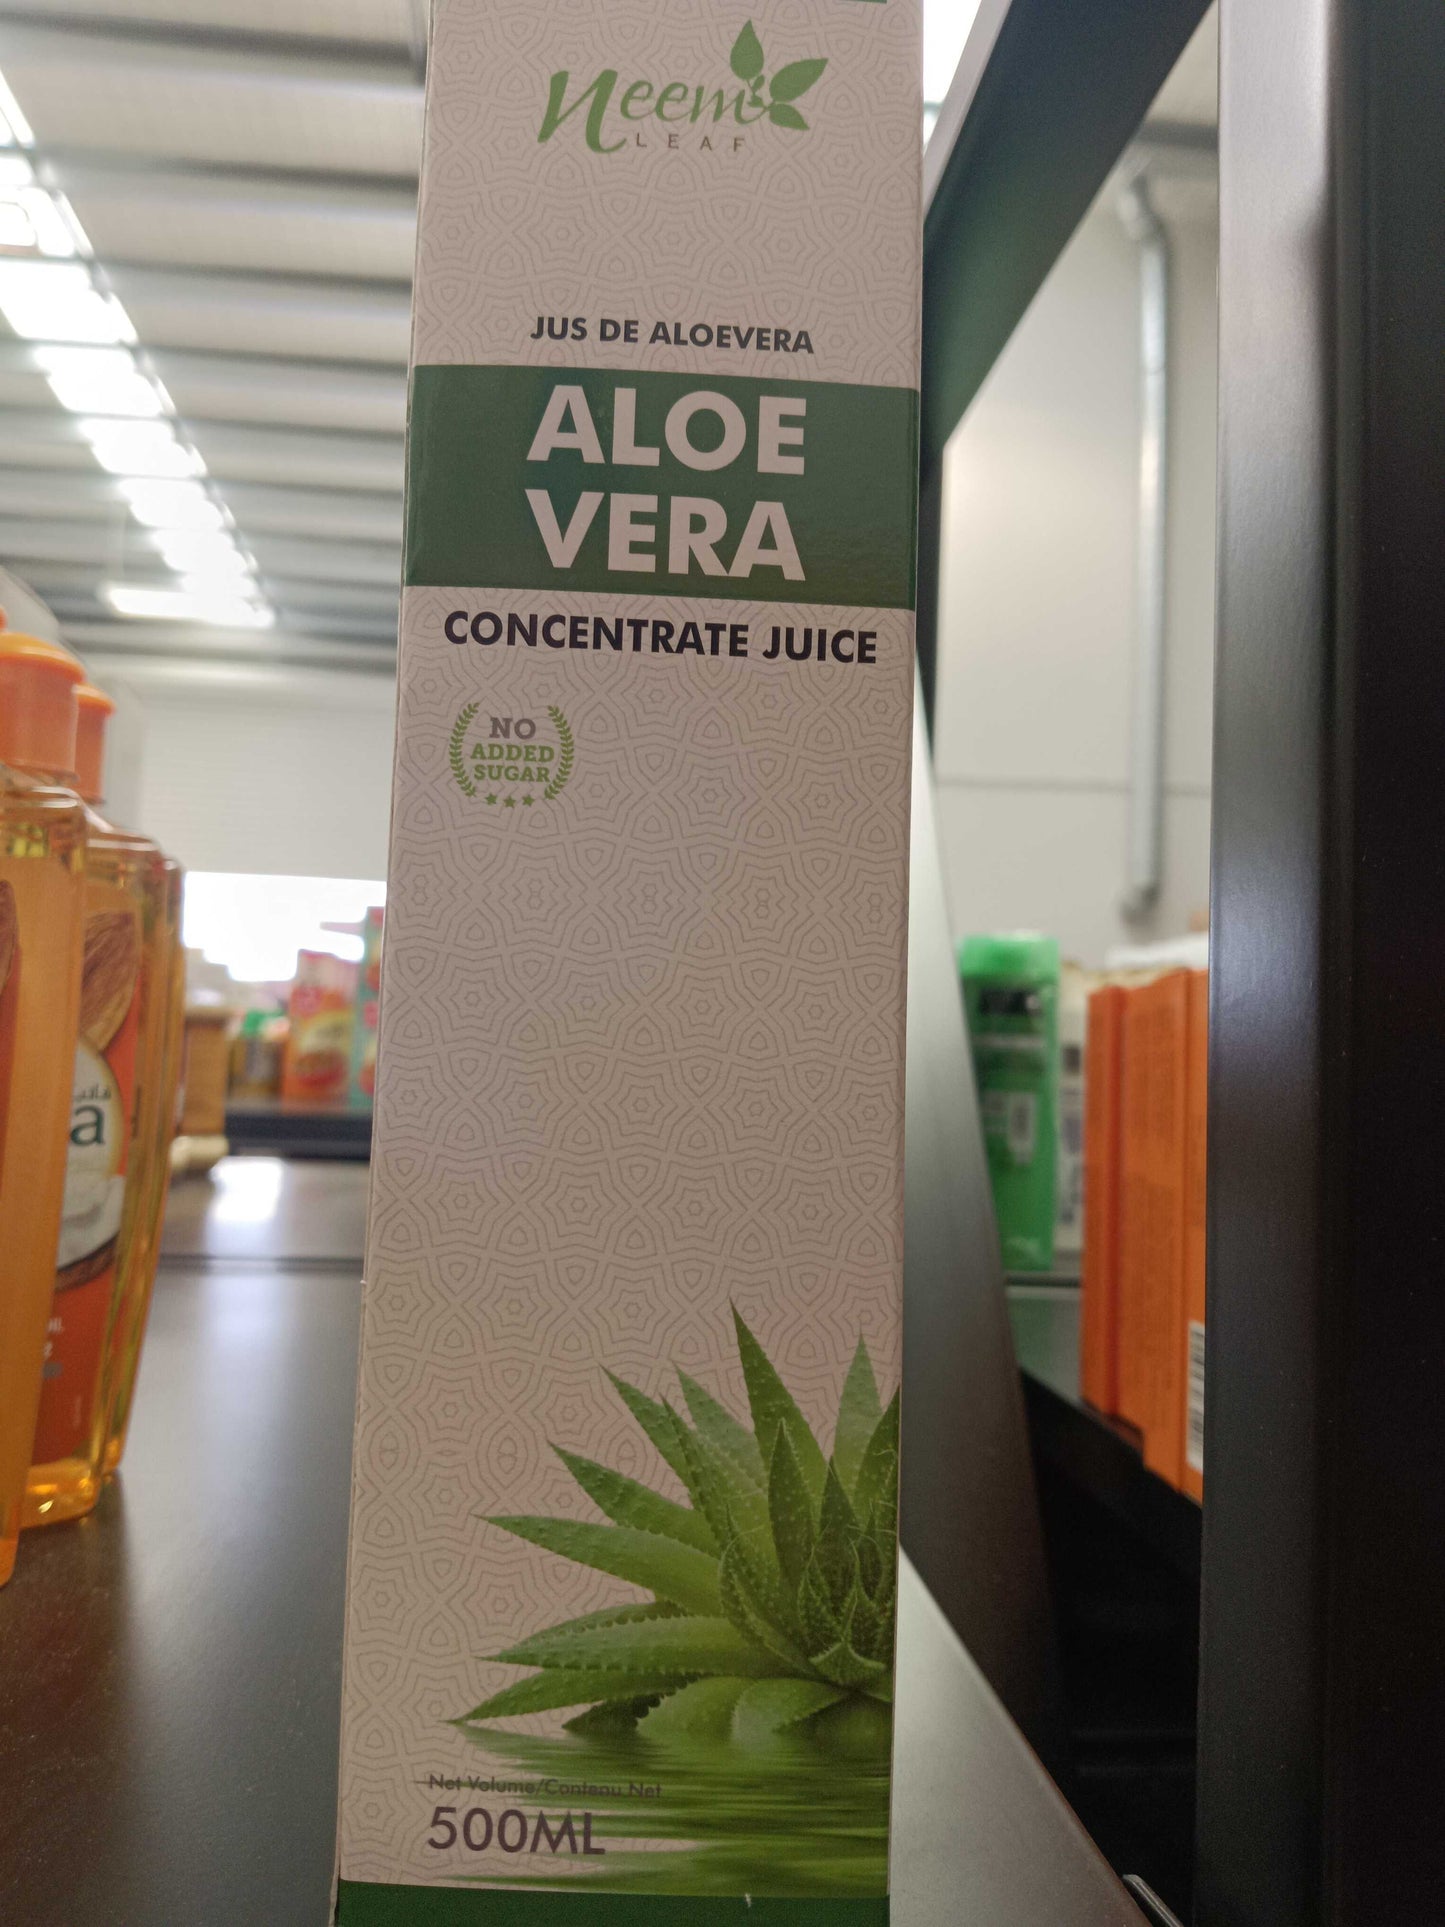 Neem
LEAF
JUS DE ALOEVERA
ALOE
VERA
CONCENTRATE JUICE
NO
ADDED
SUGAR
Net Volume/Contenu Net
500ML
a